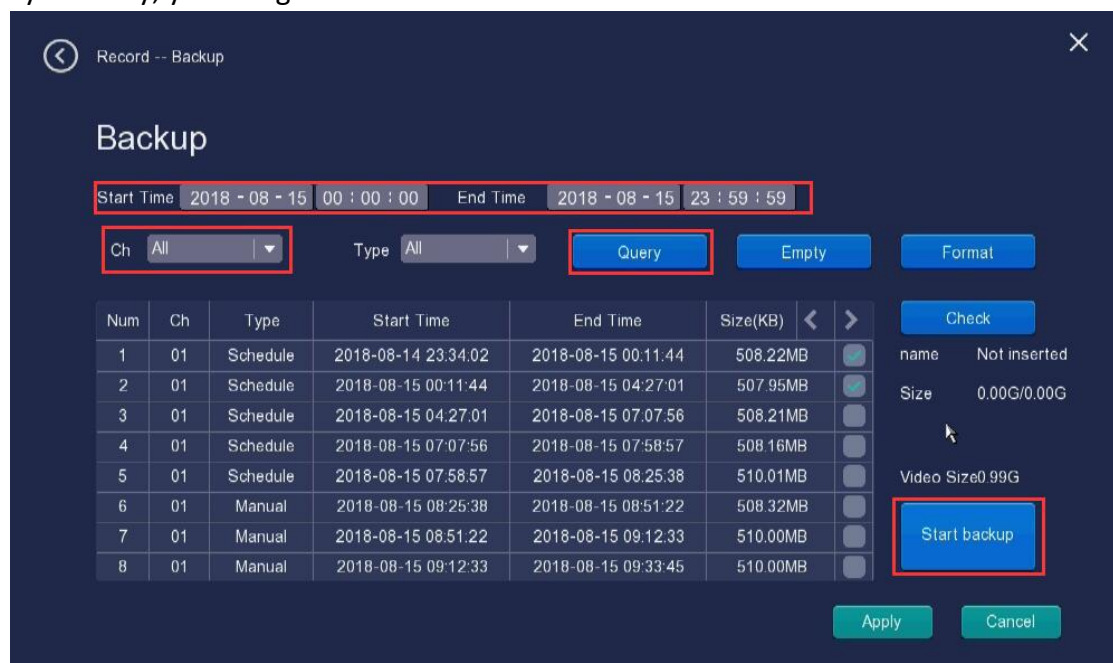 Record -- Backup
Backup
Start Time 2018 - 08 - 15 00 : 00 : 00 End Time 2018 - 08 - 15 23 : 59 : 59
Ch All Type All Query Empty Format
Num Ch Type Start Time End Time Size(KB) Check
1 01 Schedule 2018-08-14 23:34:02 2018-08-15 00:11:44 508.22MB name Not inserted
2 01 Schedule 2018-08-15 00:11:44 2018-08-15 04:27:01 507.95MB Size 0.00G/0.00G
3 01 Schedule 2018-08-15 04:27:01 2018-08-15 07:07:56 508.21MB
4 01 Schedule 2018-08-15 07:07:56 2018-08-15 07:58:57 508.16MB
5 01 Schedule 2018-08-15 07:58:57 2018-08-15 08:25:38 510.01MB Video Size0.99G
6 01 Manual 2018-08-15 08:25:38 2018-08-15 08:51:22 508.32MB
7 01 Manual 2018-08-15 08:51:22 2018-08-15 09:12:33 510.00MB Start backup
8 01 Manual 2018-08-15 09:12:33 2018-08-15 09:33:45 510.00MB
Apply Cancel